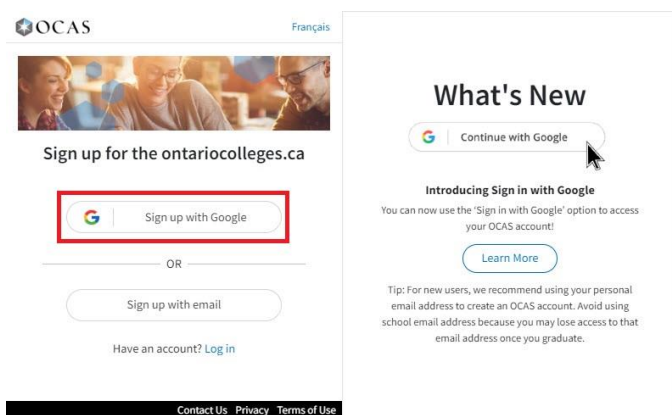 OCAS
Français
Sign up for the ontariocolleges.ca
G Sign up with Google
OR
Sign up with email
Have an account? Log in
Contact Us Privacy Terms of Use
What's New
G Continue with Google
Introducing Sign in with Google
You can now use the ‘Sign in with Google’ option to access
your OCAS account!
Learn More
Tip: For new users, we recommend using your personal
email address to create an OCAS account. Avoid using
school email address because you may lose access to that
email address once you graduate.